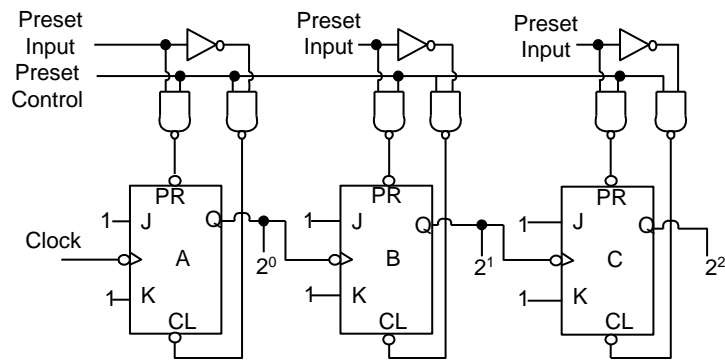 Preset Input
Preset Input
Preset Input
Preset Control
PR
PR
PR
1 J Q
1 J Q
1 J Q
Clock
A
B
C
2⁰
2¹
2²
1 K
1 K
1 K
CL
CL
CL